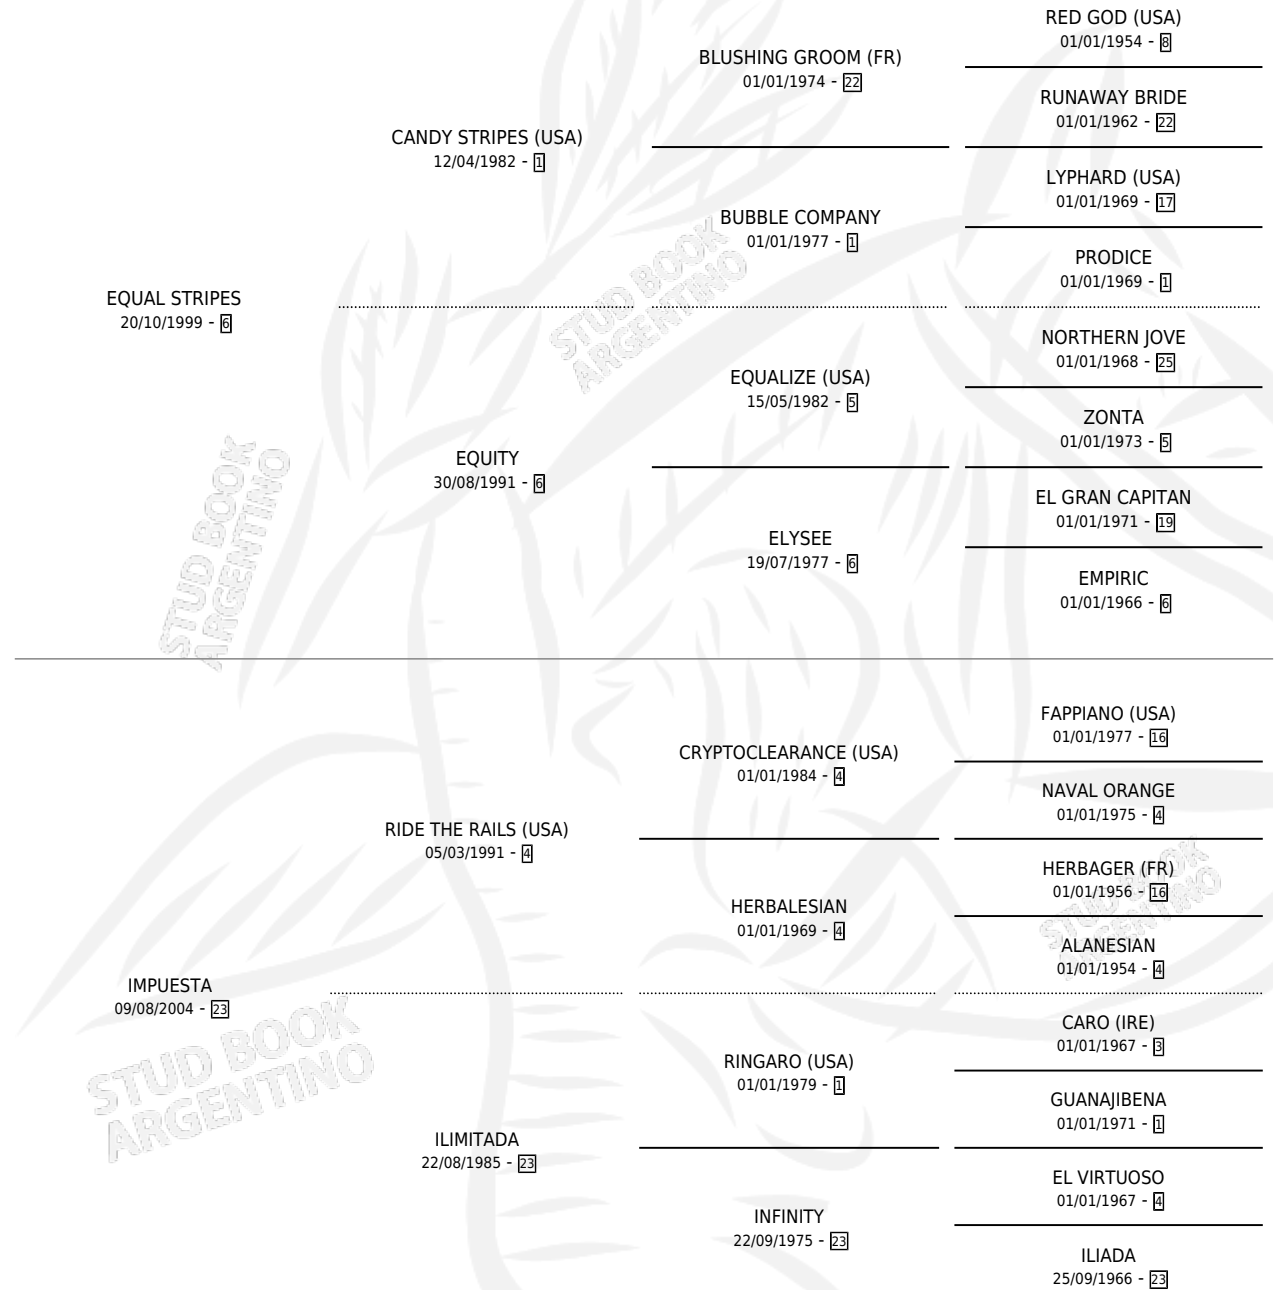 RED GOD (USA)
01/01/1954 - 8
BLUSHING GROOM (FR)
01/01/1974 - 22
RUNAWAY BRIDE
01/01/1962 - 22
CANDY STRIPES (USA)
12/04/1982 - 1
LYPHARD (USA)
01/01/1969 - 17
BUBBLE COMPANY
01/01/1977 - 1
PRODICE
01/01/1969 - 1
EQUAL STRIPES
20/10/1999 - 6
STUD BOOK
ARGENTINO
NORTHERN JOVE
01/01/1968 - 25
EQUALIZE (USA)
15/05/1982 - 5
ZONTA
01/01/1973 - 5
EQUITY
30/08/1991 - 6
EL GRAN CAPITAN
01/01/1971 - 19
ELYSEE
19/07/1977 - 6
EMPIRIC
01/01/1966 - 6
STUD BOOK
ARGENTINO
FAPPIANO (USA)
01/01/1977 - 16
CRYPTOCLEARANCE (USA)
01/01/1984 - 4
NAVAL ORANGE
01/01/1975 - 4
RIDE THE RAILS (USA)
05/03/1991 - 4
HERBAGER (FR)
01/01/1956 - 16
HERBALESIAN
01/01/1969 - 4
STUD BOOK
ARGENTINO
ALANESIAN
01/01/1954 - 4
IMPUESTA
09/08/2004 - 23
STUD BOOK
ARGENTINO
CARO (IRE)
01/01/1967 - 3
RINGARO (USA)
01/01/1979 - 1
GUANAJIBENA
01/01/1971 - 1
ILIMITADA
22/08/1985 - 23
EL VIRTUOSO
01/01/1967 - 4
INFINITY
22/09/1975 - 23
ILIADA
25/09/1966 - 23